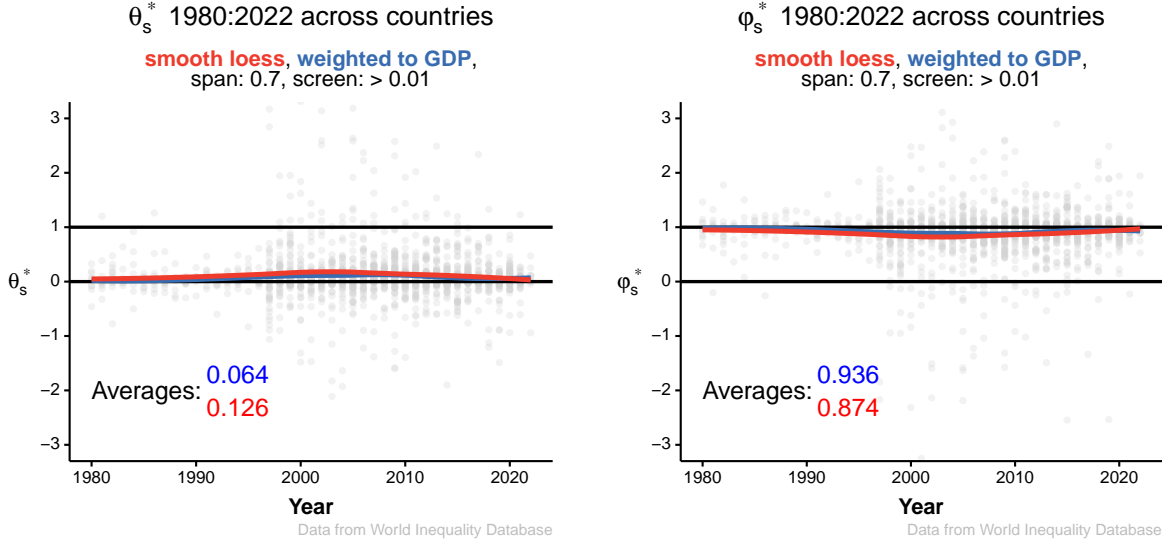 θs* 1980:2022 across countries
smooth loess, weighted to GDP,
span: 0.7, screen: > 0.01
3
2
1
θs*
0
−1
−2
−3
Averages:
0.064
0.126
1980
1990
2000
2010
2020
Year
Data from World Inequality Database
φs* 1980:2022 across countries
smooth loess, weighted to GDP,
span: 0.7, screen: > 0.01
3
2
1
φs*
0
−1
−2
−3
Averages:
0.936
0.874
1980
1990
2000
2010
2020
Year
Data from World Inequality Database